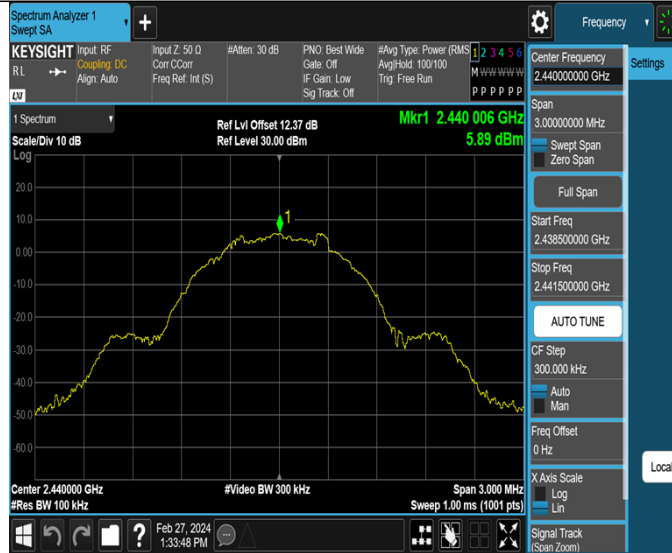 Spectrum Analyzer 1
Swept SA
Frequency
KEYSIGHT
RL
LXI
Input: RF
Coupling: DC
Align: Auto
Input Z: 50 Ω
Corr CCorr
Freq Ref: Int (S)
#Atten: 30 dB
PNO: Best Wide
Gate: Off
IF Gain: Low
Sig Track: Off
#Avg Type: Power (RMS
Avg|Hold: 100/100
Trig: Free Run
1 2 3 4 5 6
M W W W W W
P P P P P P
1 Spectrum
Scale/Div 10 dB
Log
Ref Lvl Offset 12.37 dB
Ref Level 30.00 dBm
Mkr1 2.440 006 GHz
5.89 dBm
1
20.0
10.0
0.00
-10.0
-20.0
-30.0
-40.0
-50.0
-60.0
Center 2.440000 GHz
#Res BW 100 kHz
#Video BW 300 kHz
Span 3.000 MHz
Sweep 1.00 ms (1001 pts)
Feb 27, 2024
1:33:48 PM
Center Frequency
2.440000000 GHz
Span
3.00000000 MHz
Swept Span
Zero Span
Full Span
Start Freq
2.438500000 GHz
Stop Freq
2.441500000 GHz
AUTO TUNE
CF Step
300.000 kHz
Auto
Man
Freq Offset
0 Hz
X Axis Scale
Log
Lin
Signal Track
(Span Zoom)
Settings
Local